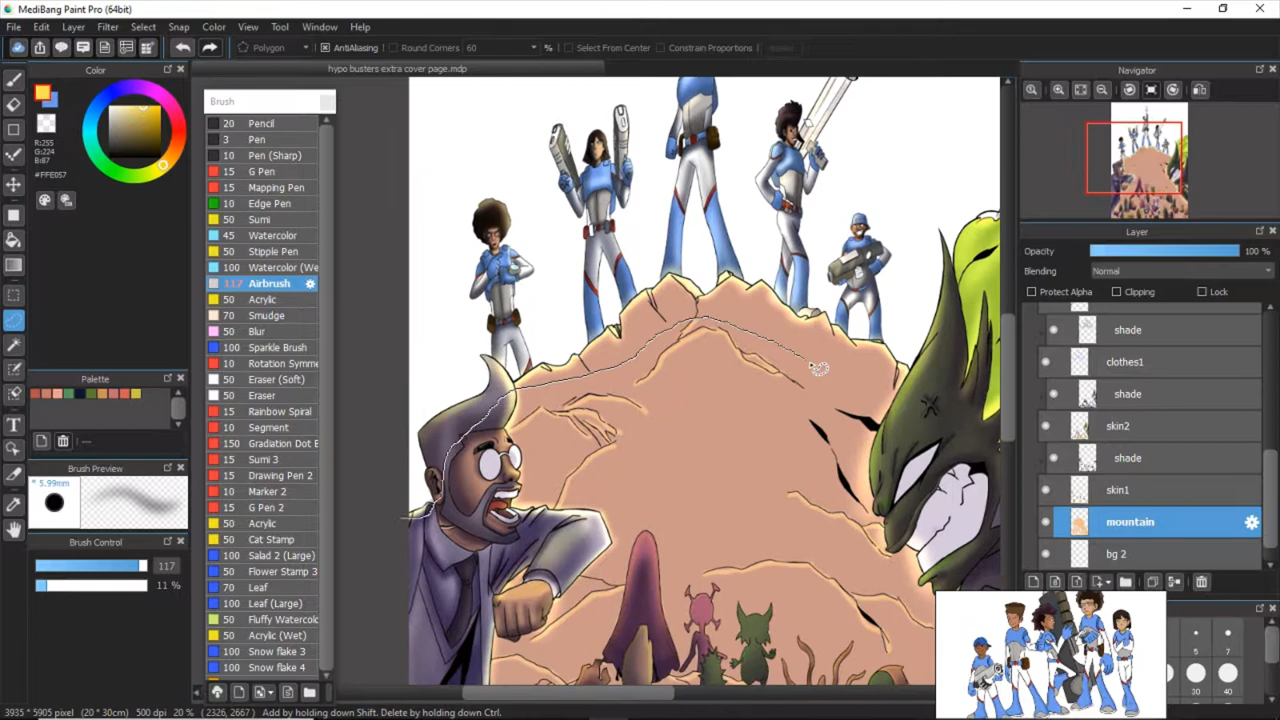 MediBang Paint Pro (64bit)
File Edit Layer Filter Select Snap Color View Tool Window Help
Polygon AntiAliasing Round Corners 60 % Select From Center Constrain Proportions
Color
R:255
G:224
B:87
#FFE057
Palette
---
Brush Preview
* 5.99mm
Brush Control
117
11 %
Brush
20 Pencil
3 Pen
10 Pen (Sharp)
15 G Pen
15 Mapping Pen
10 Edge Pen
50 Sumi
45 Watercolor
50 Stipple Pen
100 Watercolor (We
117 Airbrush
50 Acrylic
70 Smudge
50 Blur
100 Sparkle Brush
10 Rotation Symme
50 Eraser (Soft)
50 Eraser
15 Rainbow Spiral
10 Segment
150 Gradation Dot B
15 Sumi 3
15 Drawing Pen 2
10 Marker 2
15 G Pen 2
50 Acrylic
50 Cat Stamp
100 Salad 2 (Large)
50 Flower Stamp 3
70 Leaf
100 Leaf (Large)
50 Fluffy Watercolo
50 Acrylic (Wet)
100 Snow flake 3
100 Snow flake 4
hypo busters extra cover page.mdp
Navigator
Layer
Opacity 100 %
Blending Normal
Protect Alpha Clipping Lock
shade
clothes1
shade
skin2
shade
skin1
mountain
bg 2
5 7
30 40
3935 * 5905 pixel (20 * 30cm) 500 dpi 20 % (2326, 2667) Add by holding down Shift. Delete by holding down Ctrl.